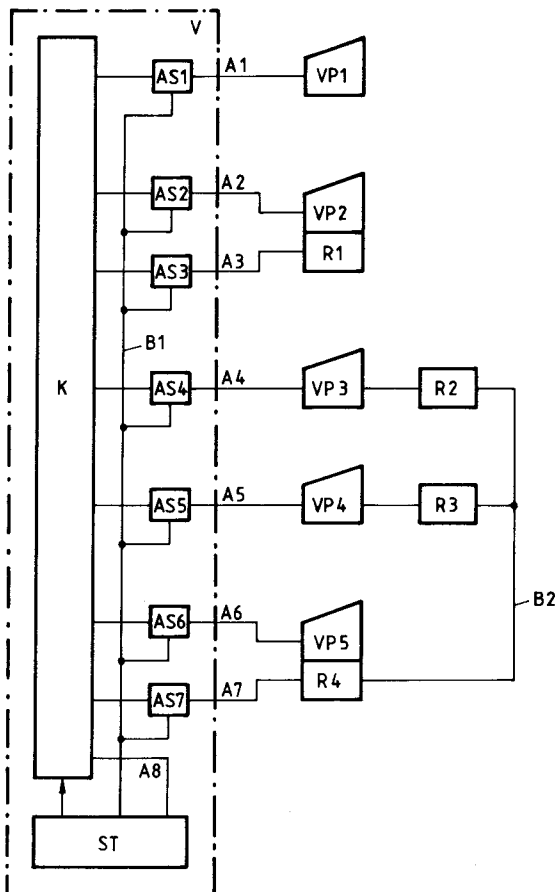 V
AS1 A1 VP1
AS2 A2 VP2
AS3 A3 R1
B1
K AS4 A4 VP3 R2
AS5 A5 VP4 R3
B2
AS6 A6 VP5
AS7 A7 R4
A8
ST